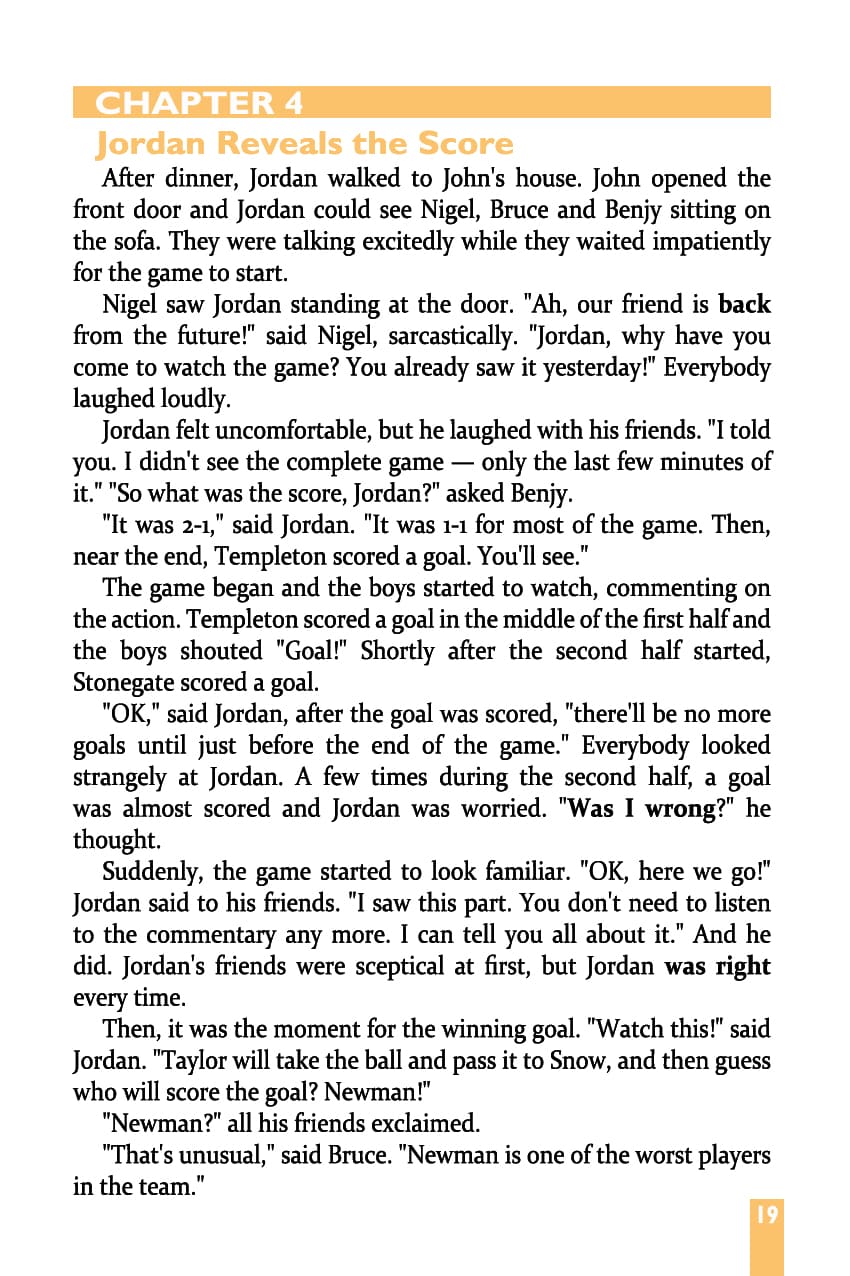 CHAPTER 4
Jordan Reveals the Score
After dinner, Jordan walked to John's house. John opened the
front door and Jordan could see Nigel, Bruce and Benjy sitting on
the sofa. They were talking excitedly while they waited impatiently
for the game to start.
Nigel saw Jordan standing at the door. "Ah, our friend is back
from the future!" said Nigel, sarcastically. "Jordan, why have you
come to watch the game? You already saw it yesterday!" Everybody
laughed loudly.
Jordan felt uncomfortable, but he laughed with his friends. "I told
you. I didn't see the complete game — only the last few minutes of
it." "So what was the score, Jordan?" asked Benjy.
"It was 2-1," said Jordan. "It was 1-1 for most of the game. Then,
near the end, Templeton scored a goal. You'll see."
The game began and the boys started to watch, commenting on
the action. Templeton scored a goal in the middle of the first half and
the boys shouted "Goal!" Shortly after the second half started,
Stonegate scored a goal.
"OK," said Jordan, after the goal was scored, "there'll be no more
goals until just before the end of the game." Everybody looked
strangely at Jordan. A few times during the second half, a goal
was almost scored and Jordan was worried. "Was I wrong?" he
thought.
Suddenly, the game started to look familiar. "OK, here we go!"
Jordan said to his friends. "I saw this part. You don't need to listen
to the commentary any more. I can tell you all about it." And he
did. Jordan's friends were sceptical at first, but Jordan was right
every time.
Then, it was the moment for the winning goal. "Watch this!" said
Jordan. "Taylor will take the ball and pass it to Snow, and then guess
who will score the goal? Newman!"
"Newman?" all his friends exclaimed.
"That's unusual," said Bruce. "Newman is one of the worst players
in the team."
19